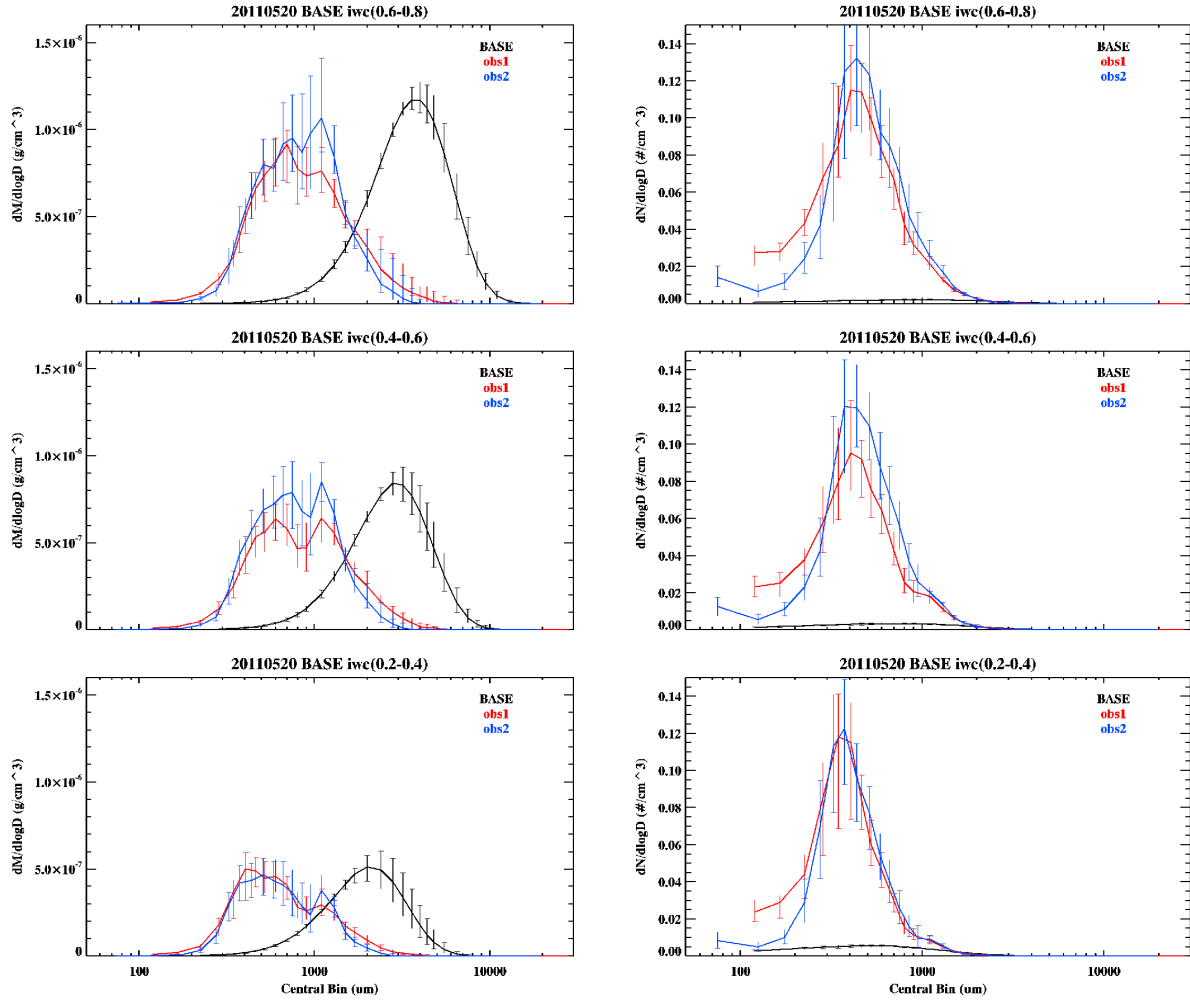 20110520 BASE iwc(0.6-0.8)
1.5×10^-6
1.0×10^-6
5.0×10^-7
0
dM/dlogD (g/cm^3)
BASE
obs1
obs2
20110520 BASE iwc(0.6-0.8)
0.14
0.12
0.10
0.08
0.06
0.04
0.02
0.00
dN/dlogD (#/cm^3)
BASE
obs1
obs2
20110520 BASE iwc(0.4-0.6)
1.5×10^-6
1.0×10^-6
5.0×10^-7
0
dM/dlogD (g/cm^3)
BASE
obs1
obs2
20110520 BASE iwc(0.4-0.6)
0.14
0.12
0.10
0.08
0.06
0.04
0.02
0.00
dN/dlogD (#/cm^3)
BASE
obs1
obs2
20110520 BASE iwc(0.2-0.4)
1.5×10^-6
1.0×10^-6
5.0×10^-7
0
dM/dlogD (g/cm^3)
BASE
obs1
obs2
100 1000 10000
Central Bin (um)
20110520 BASE iwc(0.2-0.4)
0.14
0.12
0.10
0.08
0.06
0.04
0.02
0.00
dN/dlogD (#/cm^3)
BASE
obs1
obs2
100 1000 10000
Central Bin (um)